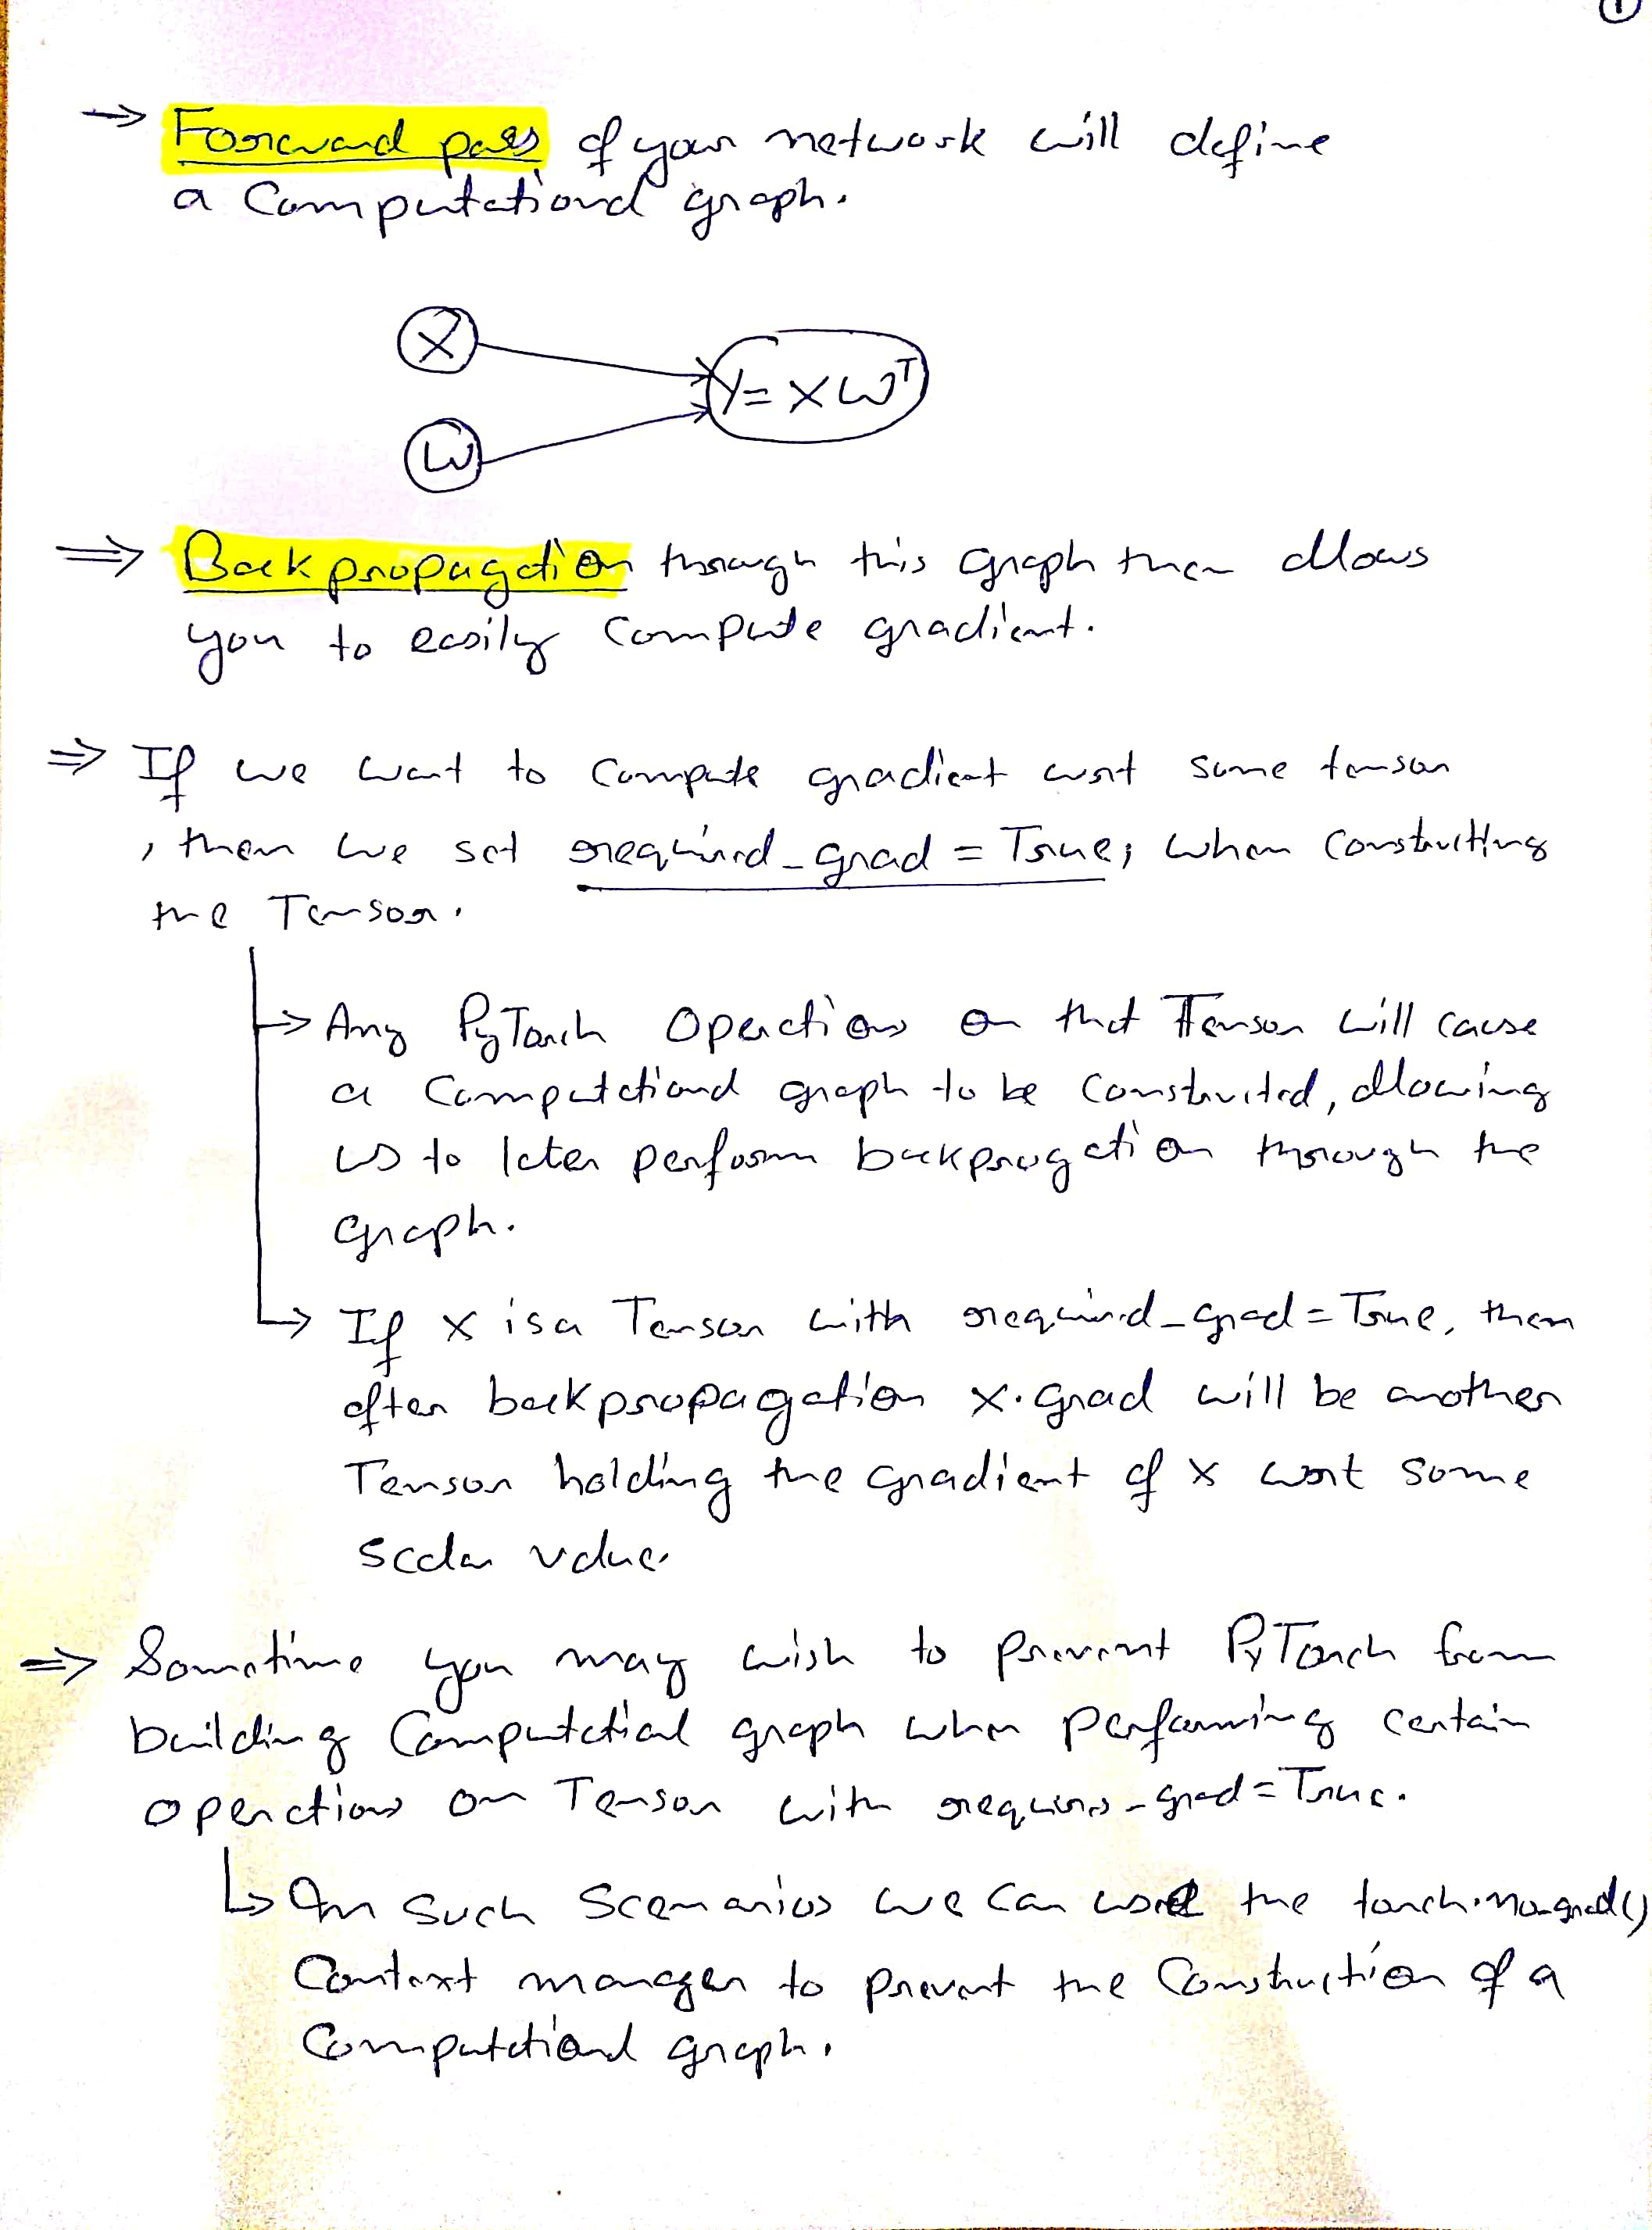 1
→ Forward pass of your network will define
a Computational graph.
X
Y = XWᵀ
W
⇒ Backpropagation through this graph then allows
you to easily compute gradient.
⇒ If we want to compute gradient wrt some tensor
, then we set required_grad = True, when constructing
the Tensor.
→ Any PyTorch Operations on that Tensor will cause
a Computational graph to be constructed, allowing
us to later perform backprogation through the
graph.
↳ If x is a Tensor with required_grad = True, then
after backpropagation x.grad will be another
Tensor holding the gradient of x wrt some
Scalar value.
⇒ Sometime you may wish to prevent PyTorch from
building Computatial graph when performing certain
operations on Tensor with requires_grad = True.
↳ In such Scenarios we can use the torch.no_grad()
Context manager to prevent the Construction of a
Computational graph.